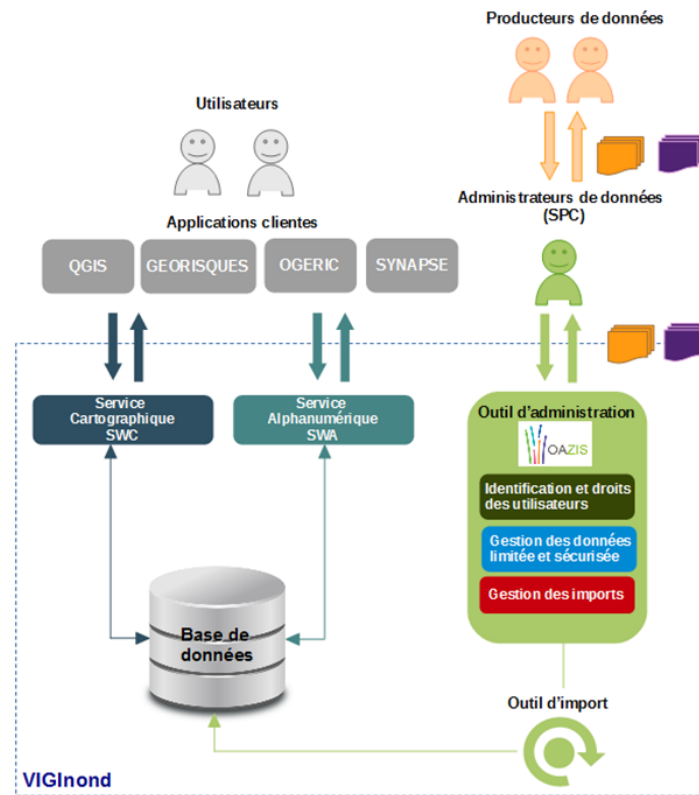 Producteurs de données
Utilisateurs
Administrateurs de données
(SPC)
Applications clientes
QGIS
GEORISQUES
OGERIC
SYNAPSE
Service
Cartographique
SWC
Service
Alphanumérique
SWA
Outil d'administration
OAZIS
Identification et droits
des utilisateurs
Gestion des données
limitée et sécurisée
Gestion des imports
Base de
données
Outil d'import
VIGInond